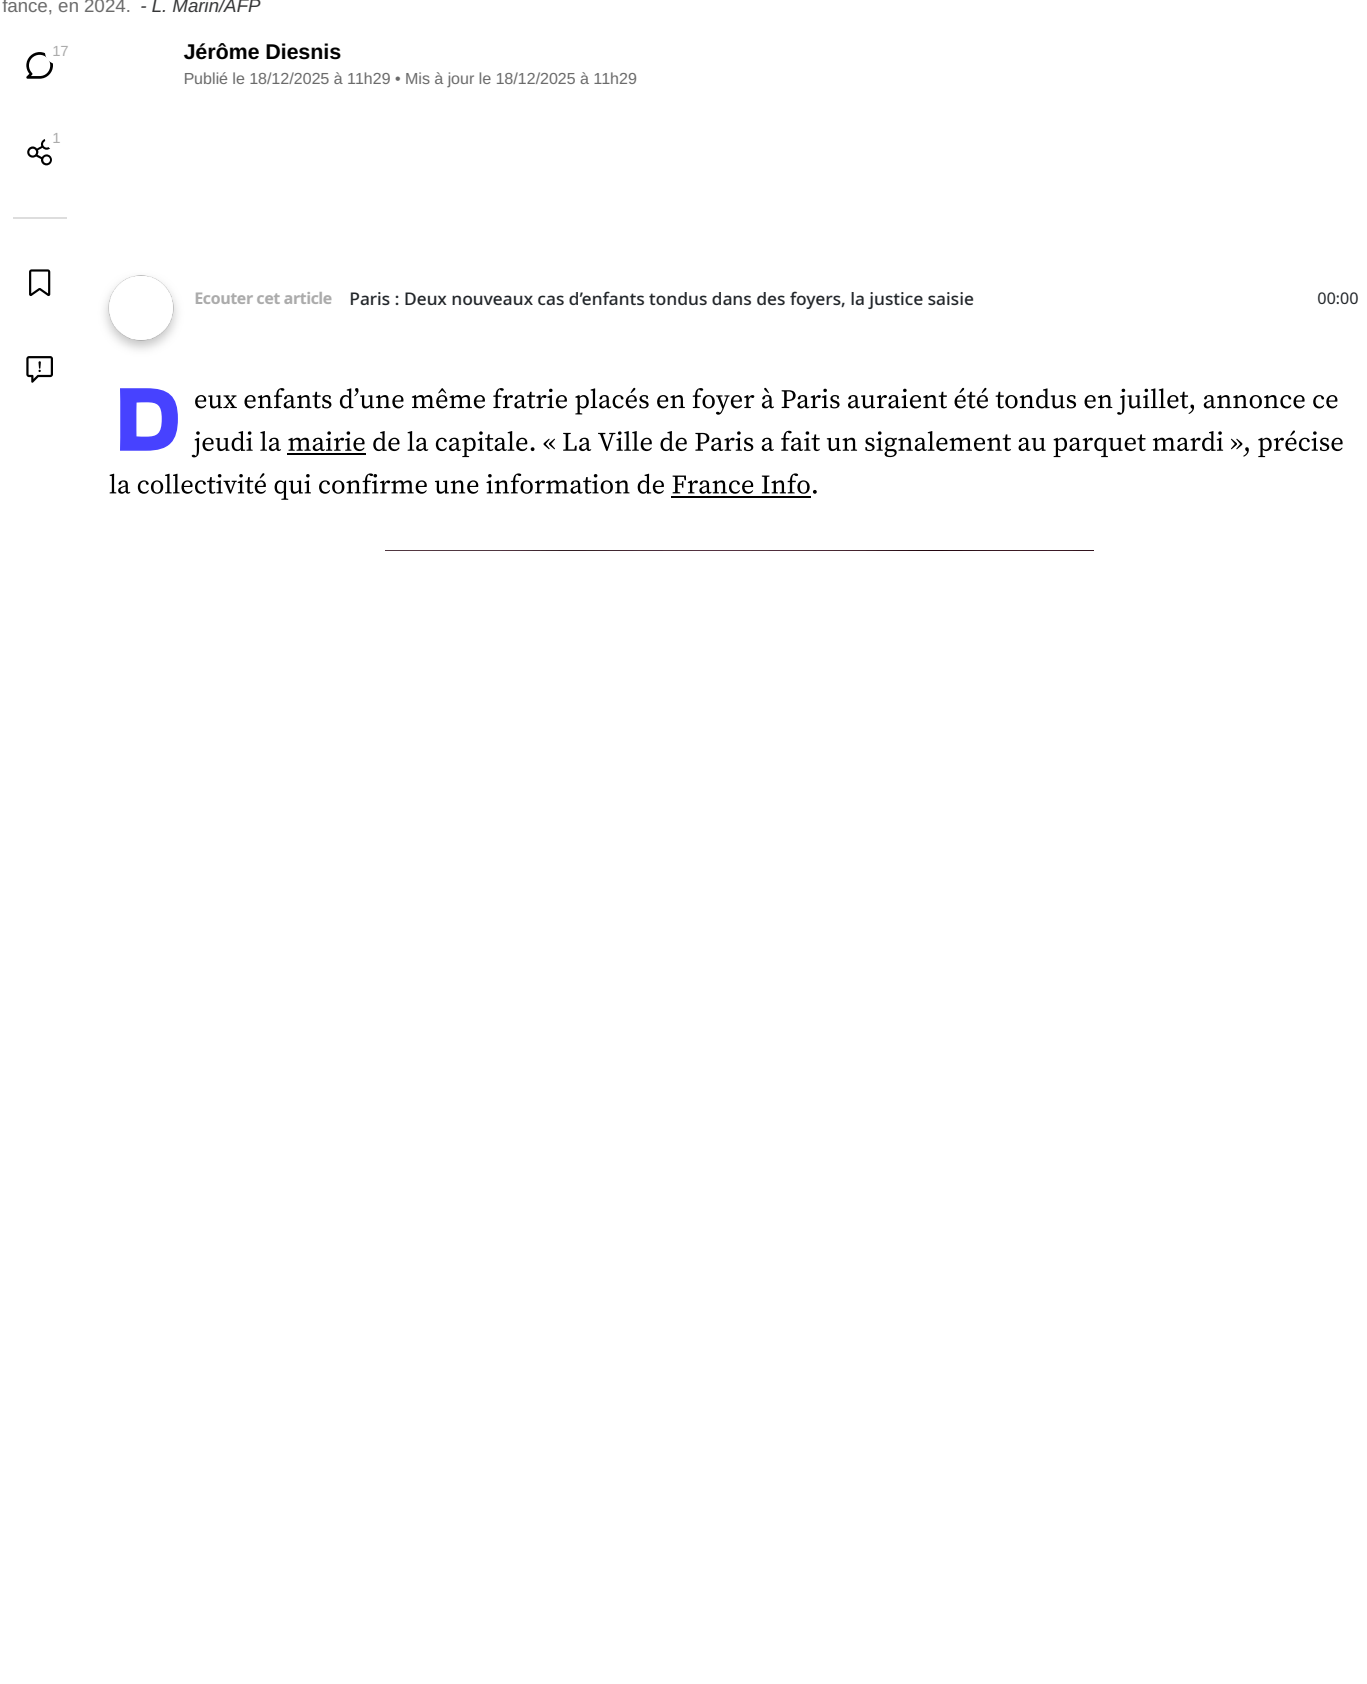 fance, en 2024. - L. Marin/AFP
17
Jérôme Diesnis
Publié le 18/12/2025 à 11h29 • Mis à jour le 18/12/2025 à 11h29
1
Ecouter cet article Paris : Deux nouveaux cas d’enfants tondus dans des foyers, la justice saisie 00:00
Deux enfants d’une même fratrie placés en foyer à Paris auraient été tondus en juillet, annonce ce
jeudi la mairie de la capitale. « La Ville de Paris a fait un signalement au parquet mardi », précise
la collectivité qui confirme une information de France Info.